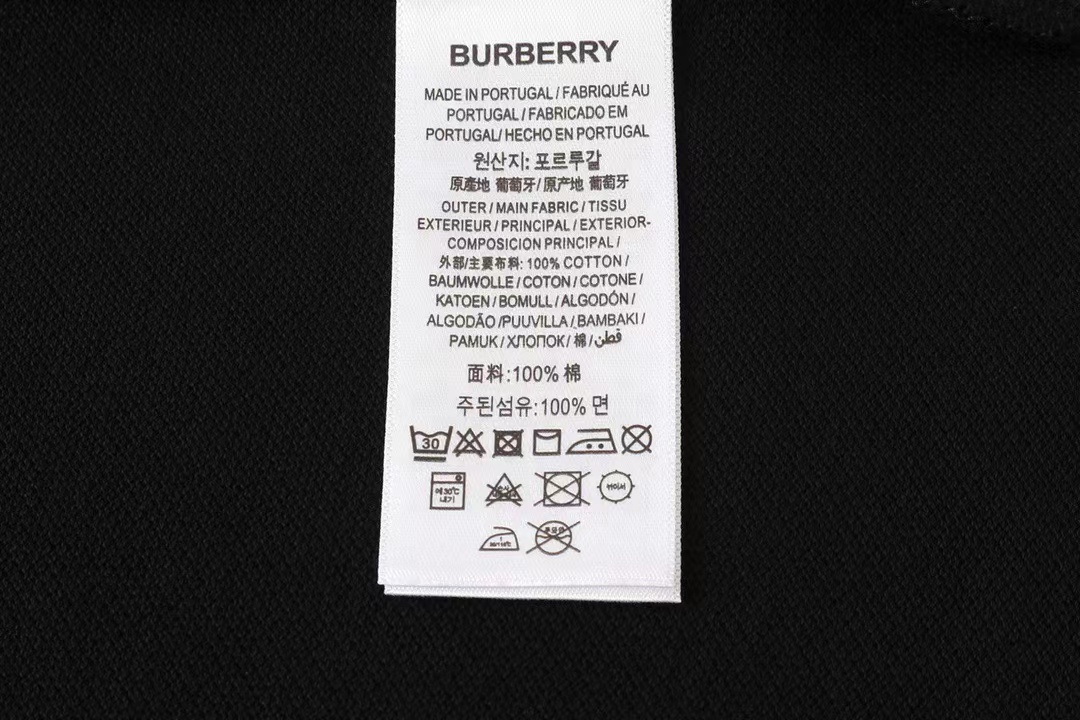 BURBERRY
MADE IN PORTUGAL / FABRIQUÉ AU
PORTUGAL / FABRICADO EM
PORTUGAL/ HECHO EN PORTUGAL
원산지: 포르루갈
原產地 葡萄牙/ 原产地 葡萄牙
OUTER / MAIN FABRIC / TISSU
EXTERIEUR / PRINCIPAL / EXTERIOR-
COMPOSICION PRINCIPAL /
外部/主要布料: 100% COTTON /
BAUMWOLLE / COTON / COTONE /
KATOEN / BOMULL / ALGODÓN /
ALGODÃO /PUUVILLA / BAMBAKI /
PAMUK / ХЛОПОК / 棉 / قطن
面料:100% 棉
주된섬유:100% 면
30